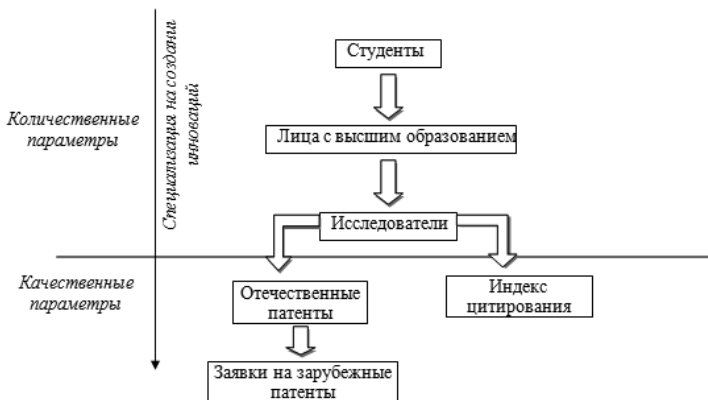 Студенты
Количественные
параметры
Специализация на создании
инноваций
Лица с высшим образованием
Исследователи
Качественные
параметры
Отечественные
патенты
Индекс
цитирования
Заявки на зарубежные
патенты